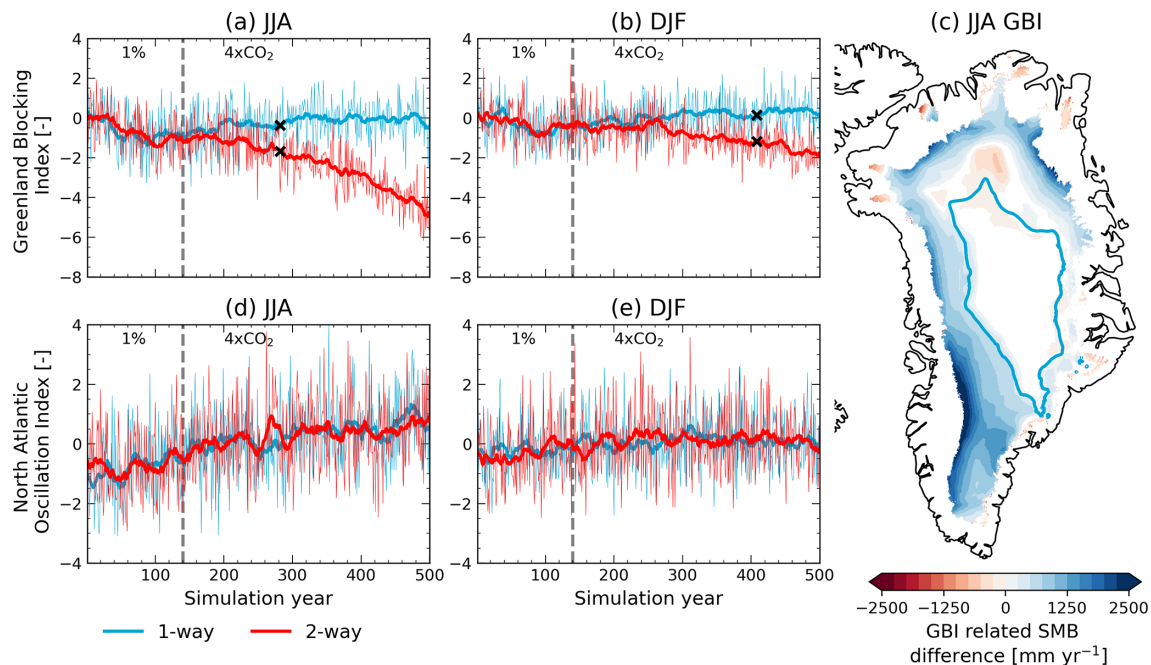 (a) JJA
(b) DJF
(c) JJA GBI
Greenland Blocking
Index [-]
1%
4xCO₂
4
2
0
−2
−4
−6
−8
1%
4xCO₂
4
2
0
−2
−4
−6
−8
(d) JJA
(e) DJF
North Atlantic
Oscillation Index [-]
1%
4xCO₂
4
2
0
−2
−4
100
200
300
400
500
Simulation year
1%
4xCO₂
4
2
0
−2
−4
100
200
300
400
500
Simulation year
1-way
2-way
−2500
−1250
0
1250
2500
GBI related SMB
difference [mm yr⁻¹]